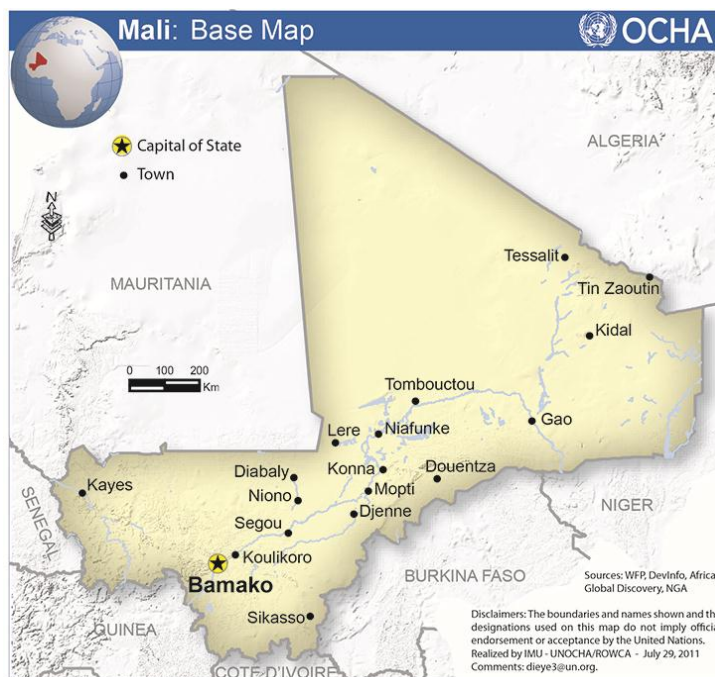 Mali: Base Map
OCHA
Capital of State
Town
N
ALGERIA
MAURITANIA
Tessalit
Tin Zaoutin
Kidal
0 100 200
Km
Tombouctou
Gao
Lere
Niafunke
Konna
Douentza
Diabaly
Kayes
Niono
Mopti
Djenne
Segou
SENEGAL
NIGER
Koulikoro
Bamako
BURKINA FASO
Sikasso
GUINEA
COTE D'IVOIRE
Sources: WFP, DevInfo, Africa
Global Discovery, NGA
Disclaimers: The boundaries and names shown and th
designations used on this map do not imply offici
endorsement or acceptance by the United Nations.
Realized by IMU - UNOCHA/ROWCA - July 29, 2011
Comments: dieye3@un.org.